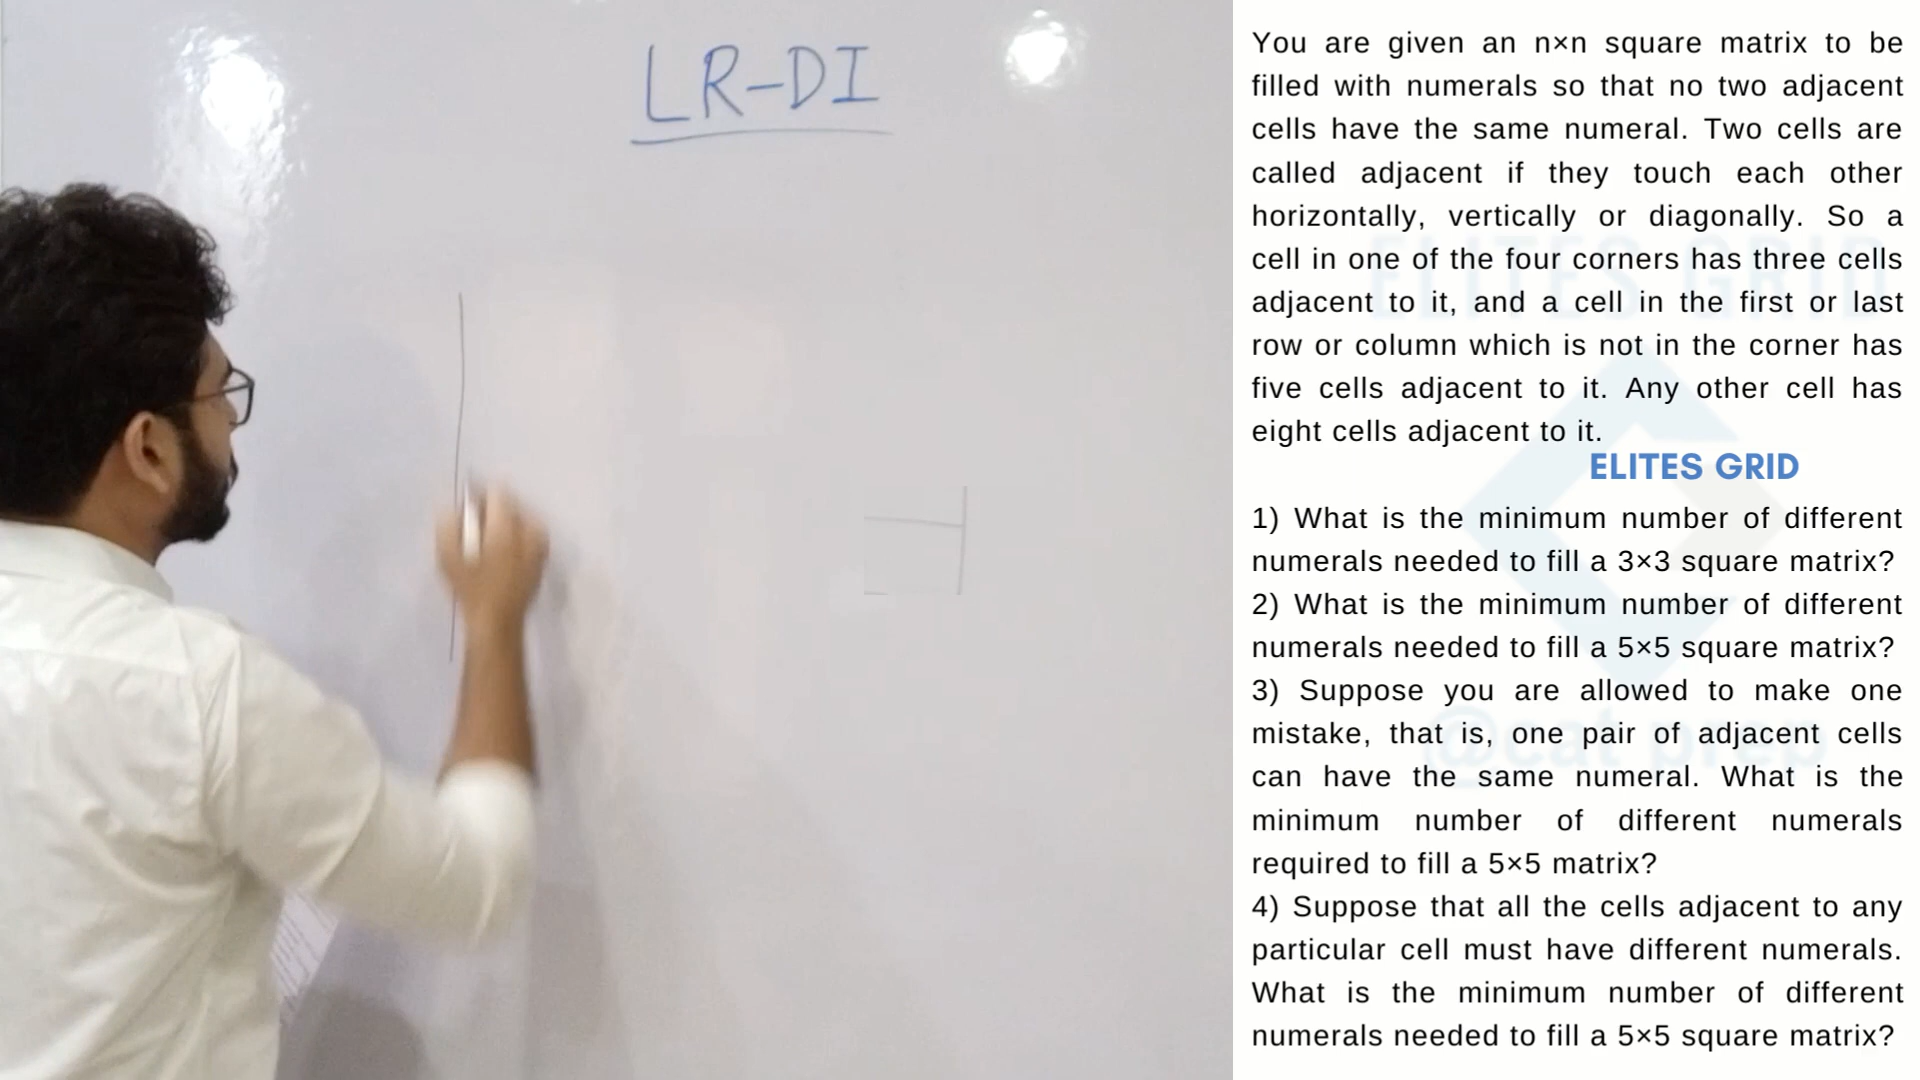 LR-DI
You are given an n×n square matrix to be
filled with numerals so that no two adjacent
cells have the same numeral. Two cells are
called adjacent if they touch each other
horizontally, vertically or diagonally. So a
cell in one of the four corners has three cells
adjacent to it, and a cell in the first or last
row or column which is not in the corner has
five cells adjacent to it. Any other cell has
eight cells adjacent to it.
ELITES GRID
1) What is the minimum number of different
numerals needed to fill a 3×3 square matrix?
2) What is the minimum number of different
numerals needed to fill a 5×5 square matrix?
3) Suppose you are allowed to make one
mistake, that is, one pair of adjacent cells
can have the same numeral. What is the
minimum number of different numerals
required to fill a 5×5 matrix?
4) Suppose that all the cells adjacent to any
particular cell must have different numerals.
What is the minimum number of different
numerals needed to fill a 5×5 square matrix?
ELITES GRID
@cat prep